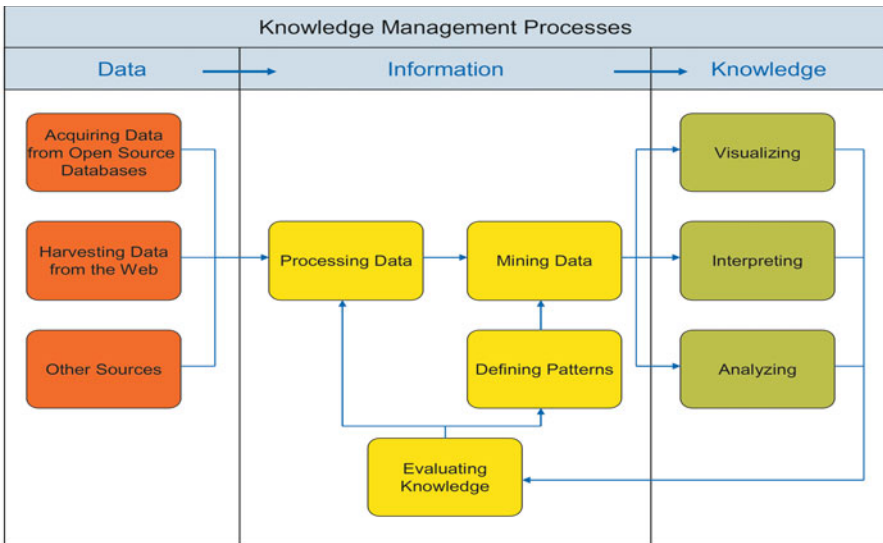 Knowledge Management Processes
Data
Information
Knowledge
Acquiring Data
from Open Source
Databases
Harvesting Data
from the Web
Other Sources
Processing Data
Mining Data
Defining Patterns
Evaluating
Knowledge
Visualizing
Interpreting
Analyzing